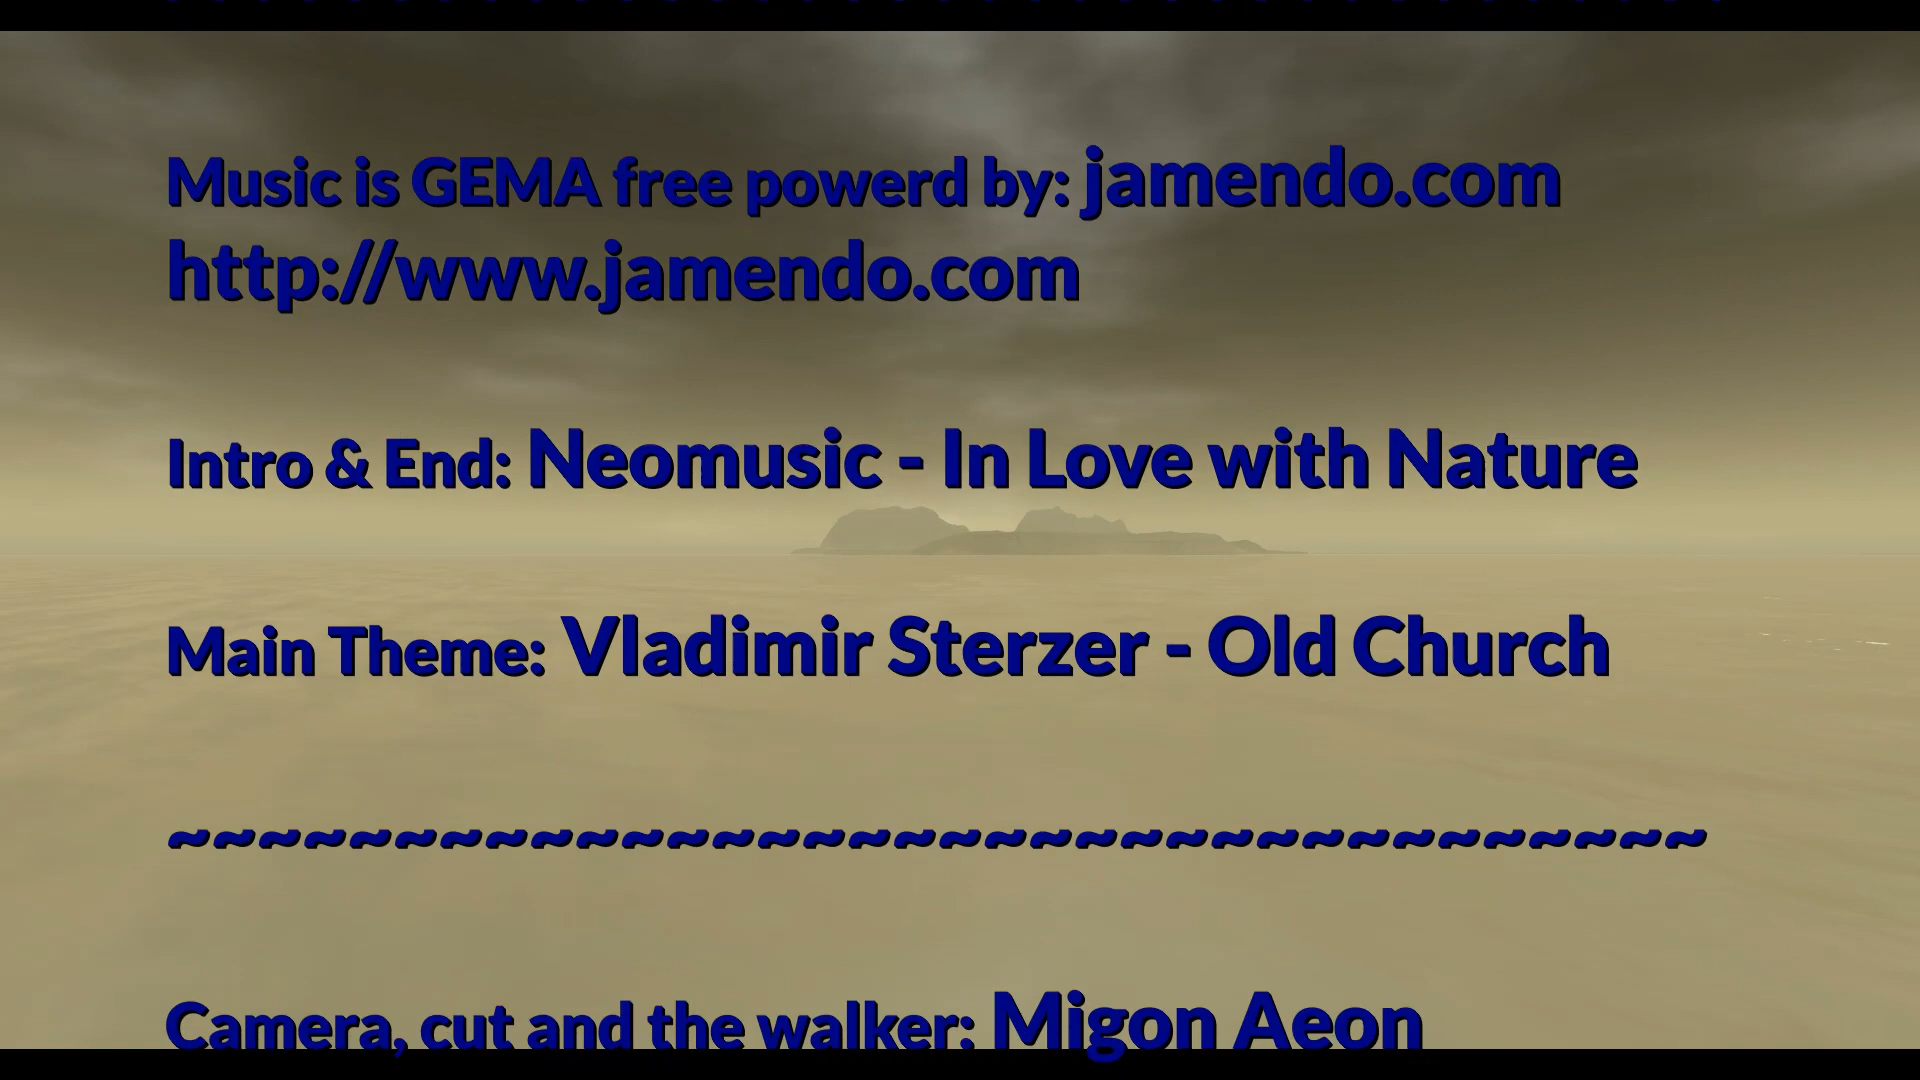 Music is GEMA free powerd by: jamendo.com
http://www.jamendo.com
Intro & End: Neomusic - In Love with Nature
Main Theme: Vladimir Sterzer - Old Church
~~~~~~~~~~~~~~~~~~~~~~~~~~~~~~~~~~
Camera, cut and the walker: Migon Aeon